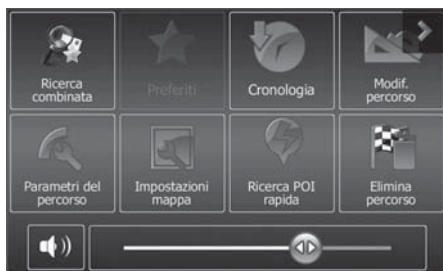 Ricerca
combinata
Preferiti
Cronologia
Modif.
percorso
Parametri del
percorso
Impostazioni
mappa
Ricerca POI
rapida
Elimina
percorso